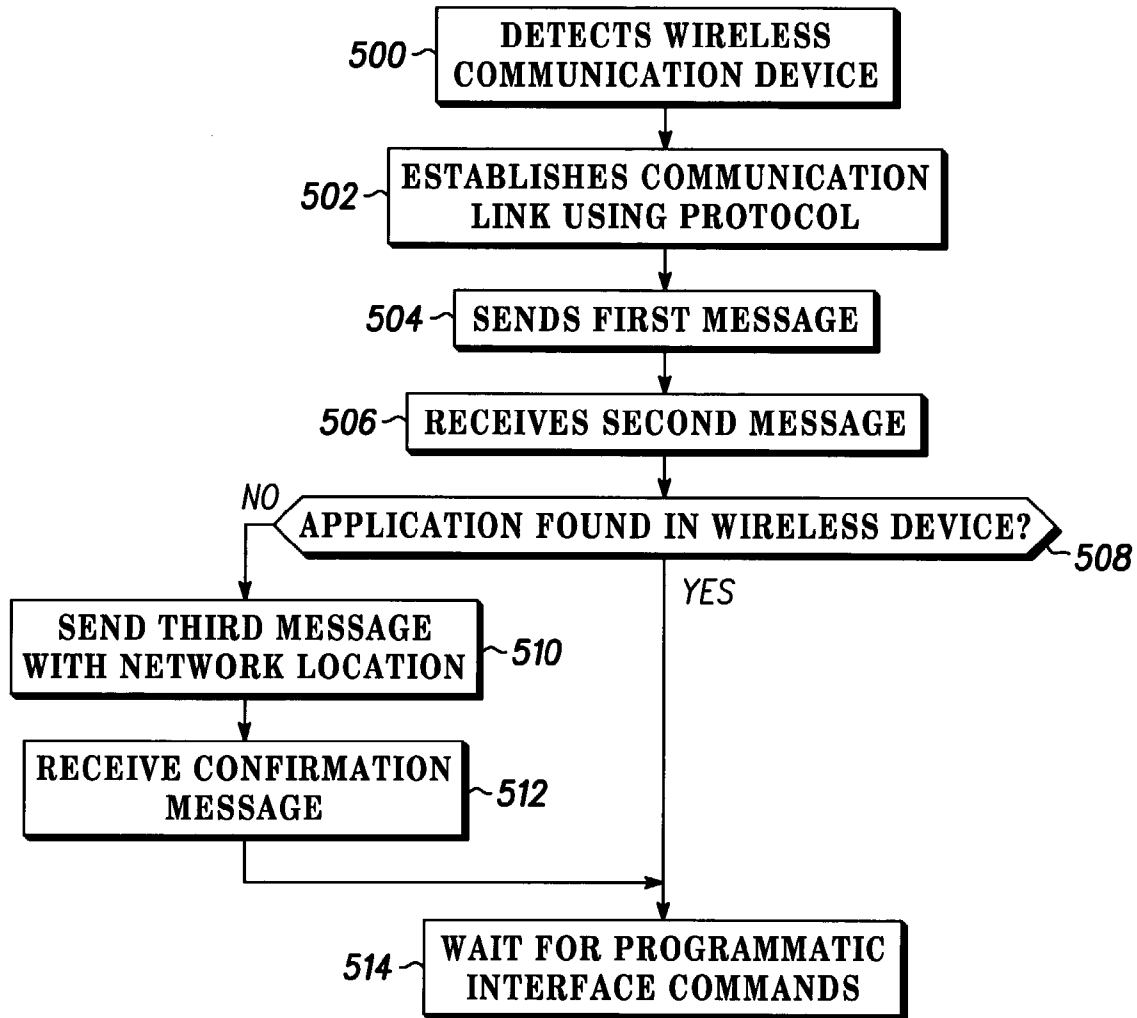 500
DETECTS WIRELESS
COMMUNICATION DEVICE
502
ESTABLISHES COMMUNICATION
LINK USING PROTOCOL
504
SENDS FIRST MESSAGE
506
RECEIVES SECOND MESSAGE
NO
APPLICATION FOUND IN WIRELESS DEVICE?
508
YES
SEND THIRD MESSAGE
WITH NETWORK LOCATION
510
RECEIVE CONFIRMATION
MESSAGE
512
514
WAIT FOR PROGRAMMATIC
INTERFACE COMMANDS